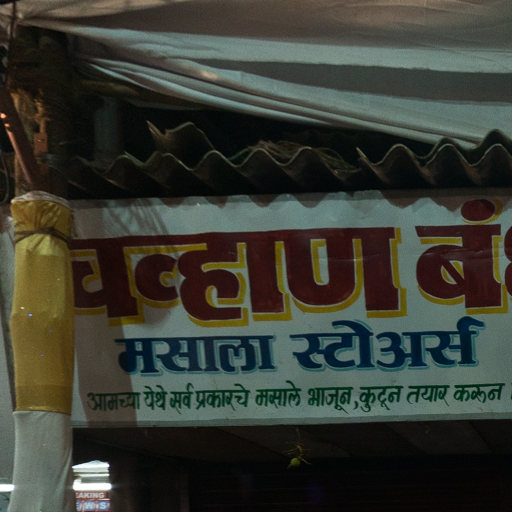 चव्हाण बं
मसाला स्टोअर्स
आमच्या येथे सर्व प्रकारचे मसाले भाजून, कुटून तयार करून